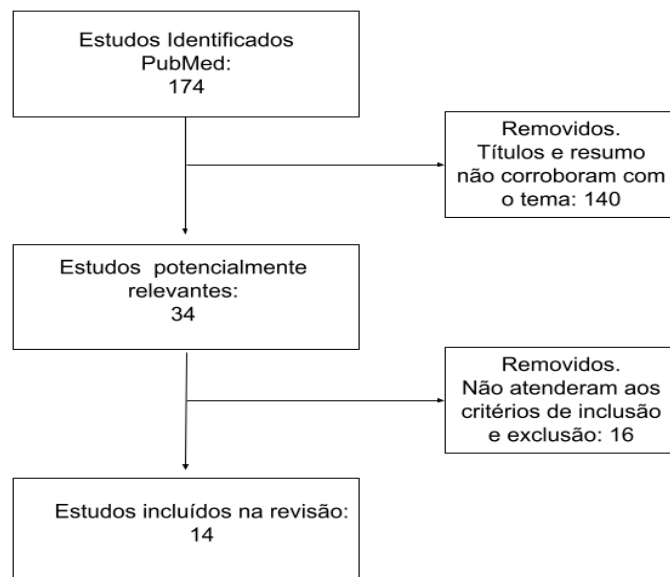 Estudos Identificados
PubMed:
174
Removidos.
Títulos e resumo
não corroboram com
o tema: 140
Estudos potencialmente
relevantes:
34
Removidos.
Não atenderam aos
critérios de inclusão
e exclusão: 16
Estudos incluídos na revisão:
14